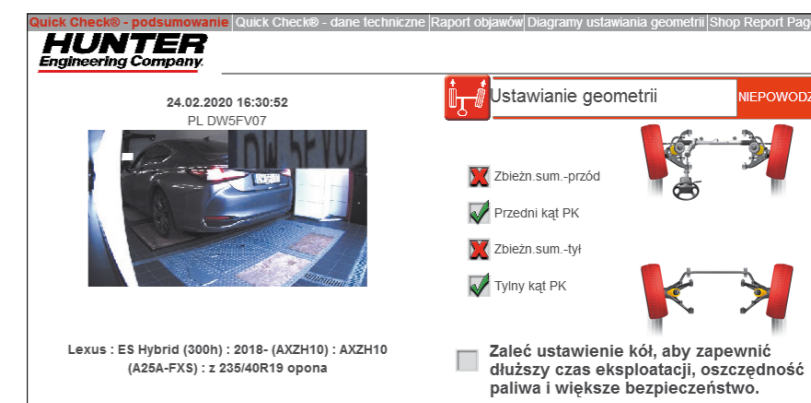 Quick Check® - podsumowanie Quick Check® - dane techniczne Raport objawów Diagramy ustawiania geometrii Shop Report Page
HUNTER
Engineering Company.
24.02.2020 16:30:52
PL DW5FV07
Ustawianie geometrii
NIEPOWODZ
Zbieżn.sum.-przód
Przedni kąt PK
Zbieżn.sum.-tył
Tylny kąt PK
Lexus : ES Hybrid (300h) : 2018- (AXZH10) : AXZH10
(A25A-FXS) : z 235/40R19 opona
Zaleć ustawienie kół, aby zapewnić
dłuższy czas eksploatacji, oszczędność
paliwa i większe bezpieczeństwo.